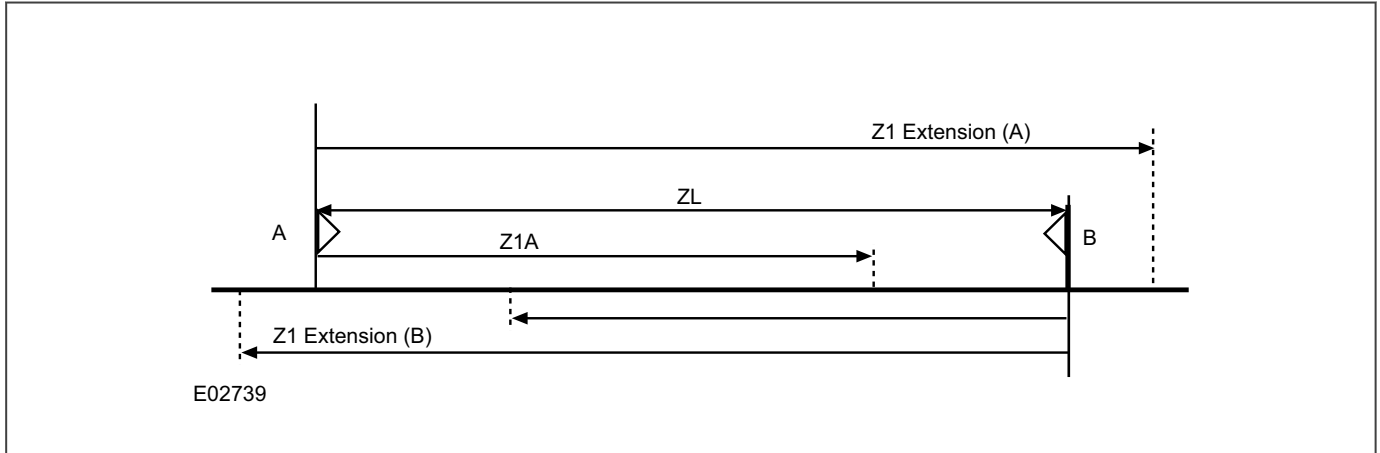 Z1 Extension (A)
ZL
A
B
Z1A
Z1 Extension (B)
E02739